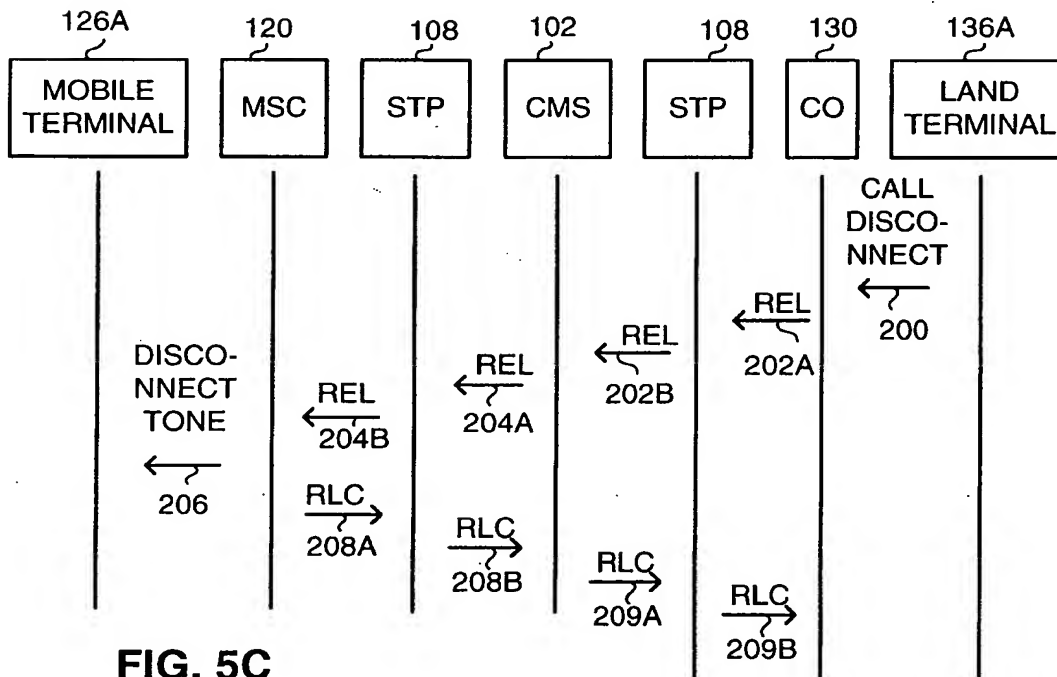 126A
120
108
102
108
130
136A
MOBILE
TERMINAL
MSC
STP
CMS
STP
CO
LAND
TERMINAL
CALL
DISCO-
NNECT
200
REL
202A
REL
202B
REL
204A
REL
204B
DISCO-
NNECT
TONE
206
RLC
208A
RLC
208B
RLC
209A
RLC
209B
FIG. 5C